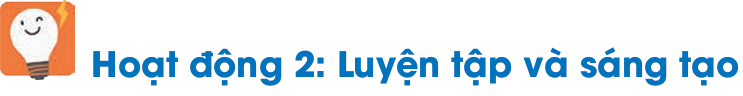 Hoạt động 2: Luyện tập và sáng tạo